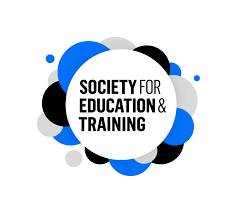 SOCIETY FOR
EDUCATION &
TRAINING